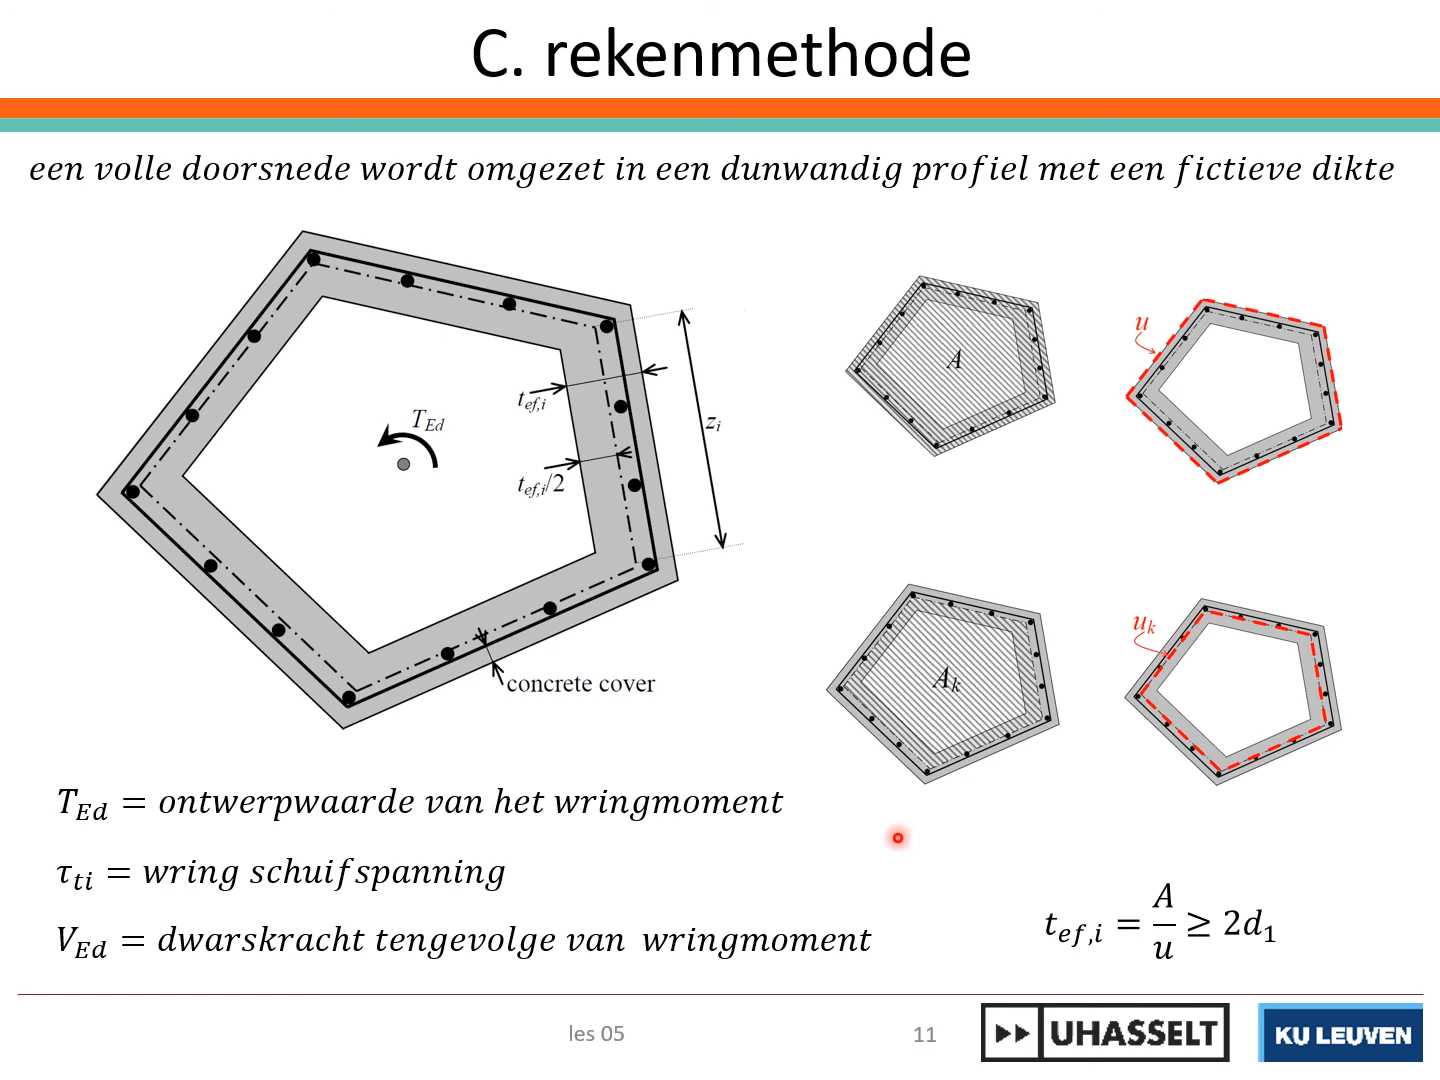 C. rekenmethode
een volle doorsnede wordt omgezet in een dunwandig profiel met een fictieve dikte
T_Ed
t_ef,i
t_ef,i/2
z_i
concrete cover
A
u
A_k
u_k
T_Ed = ontwerpwaarde van het wringmoment
τ_ti = wring schuifspanning
V_Ed = dwarskracht tengevolge van wringmoment
t_ef,i = A/u ≥ 2d_1
les 05
11
UHASSELT
KU LEUVEN